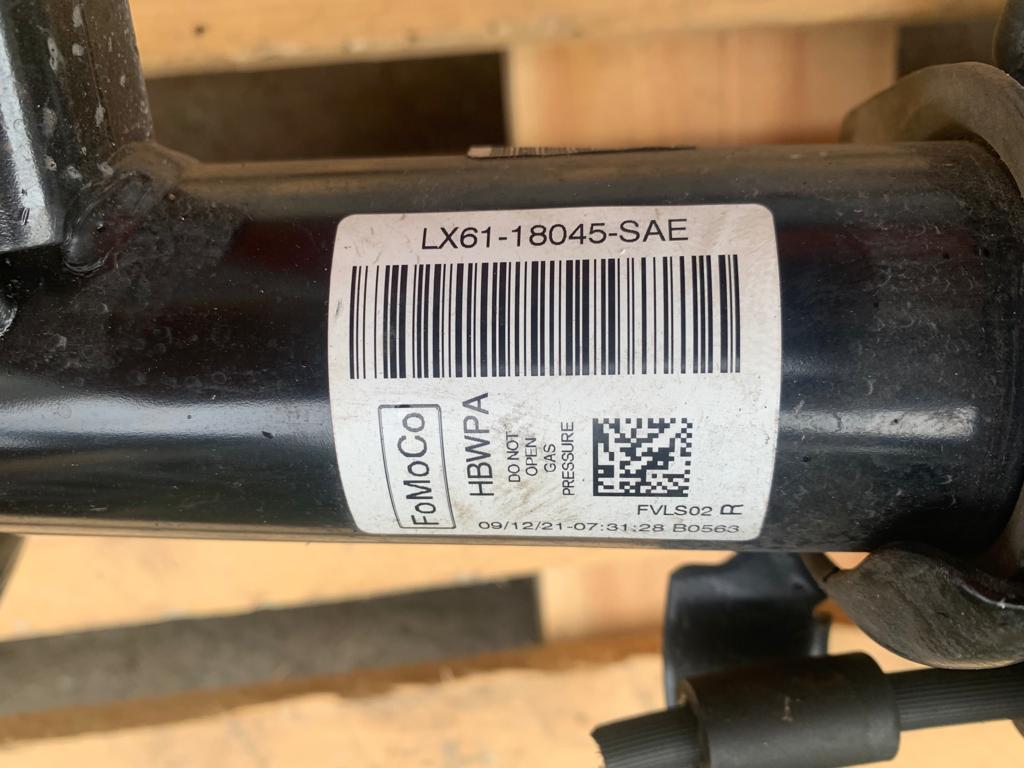 LX61-18045-SAE
FoMoCo
HBWPA
DO NOT
OPEN
GAS
PRESSURE
FVLS02 R
09/12/21-07:31:28 B0563